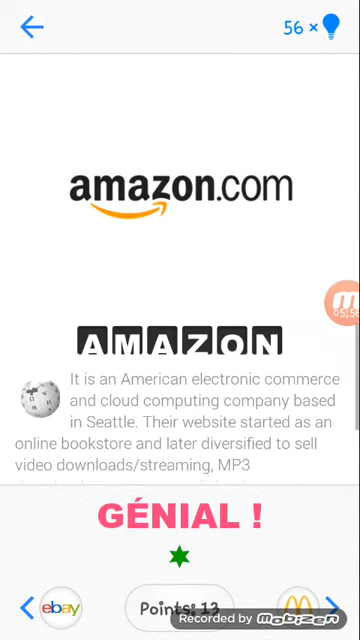 56 ×
amazon.com
05:56
AMAZON
It is an American electronic commerce
and cloud computing company based
in Seattle. Their website started as an
online bookstore and later diversified to sell
video downloads/streaming, MP3
GÉNIAL !
ebay
Points: 13
Recorded by mobizen